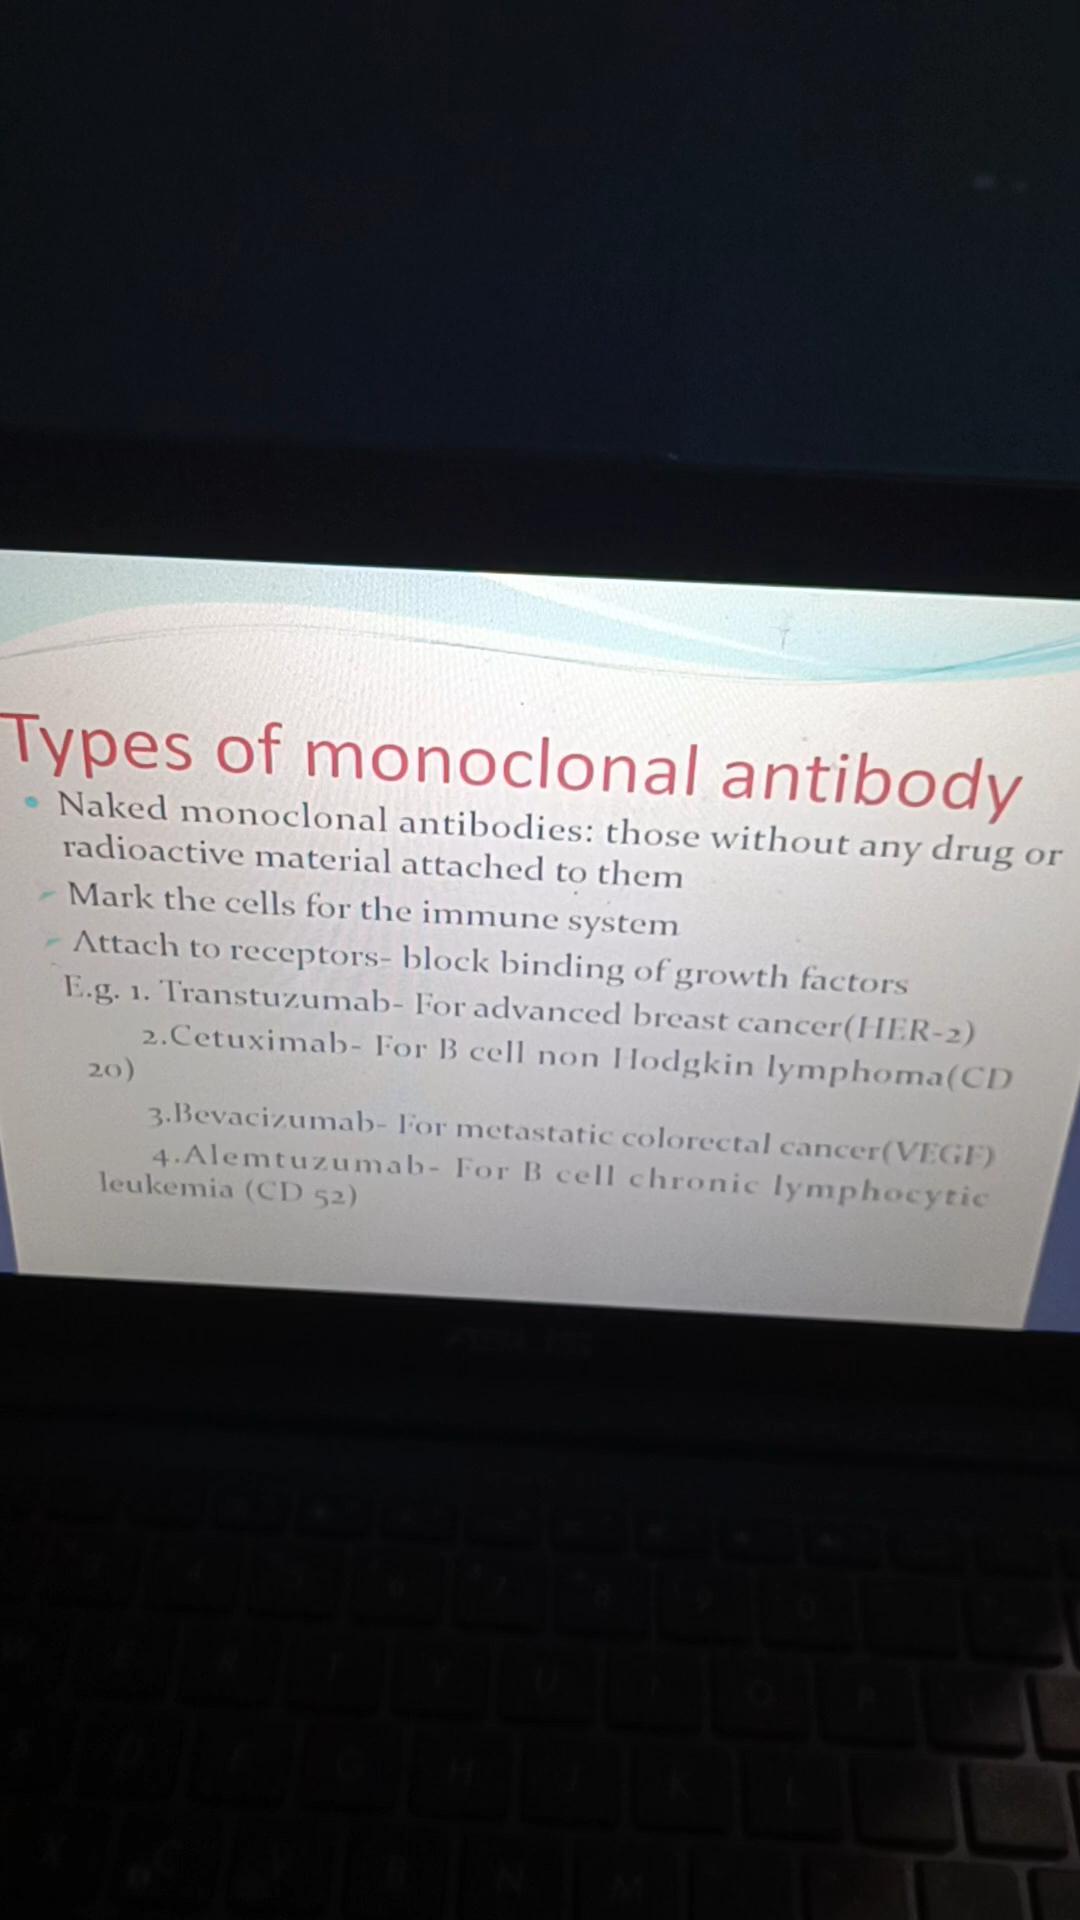 Types of monoclonal antibody
Naked monoclonal antibodies: those without any drug or
radioactive material attached to them
Mark the cells for the immune system
Attach to receptors- block binding of growth factors
E.g. 1. Transtuzumab- For advanced breast cancer(HER-2)
2.Cetuximab- For B cell non Hodgkin lymphoma(CD
20)
3.Bevacizumab- For metastatic colorectal cancer(VEGF)
4.Alemtuzumab- For B cell chronic lymphocytic
leukemia (CD 52)